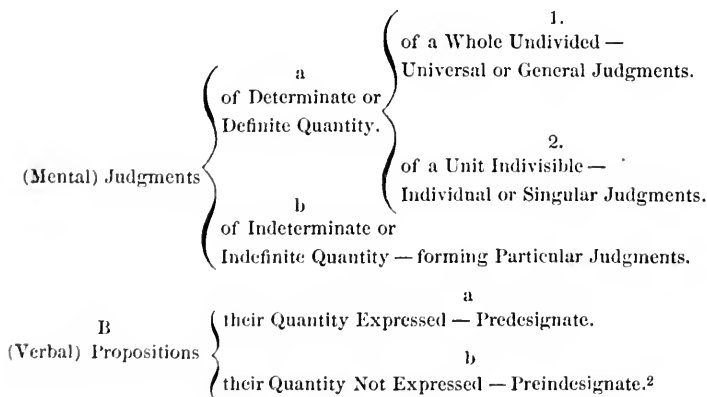 1.
of a Whole Undivided —
Universal or General Judgments.
a
of Determinate or
Definite Quantity.
2.
of a Unit Indivisible —
Individual or Singular Judgments.
(Mental) Judgments
b
of Indeterminate or
Indefinite Quantity — forming Particular Judgments.
a
their Quantity Expressed — Predesignate.
B
(Verbal) Propositions
b
their Quantity Not Expressed — Preindesignate.2